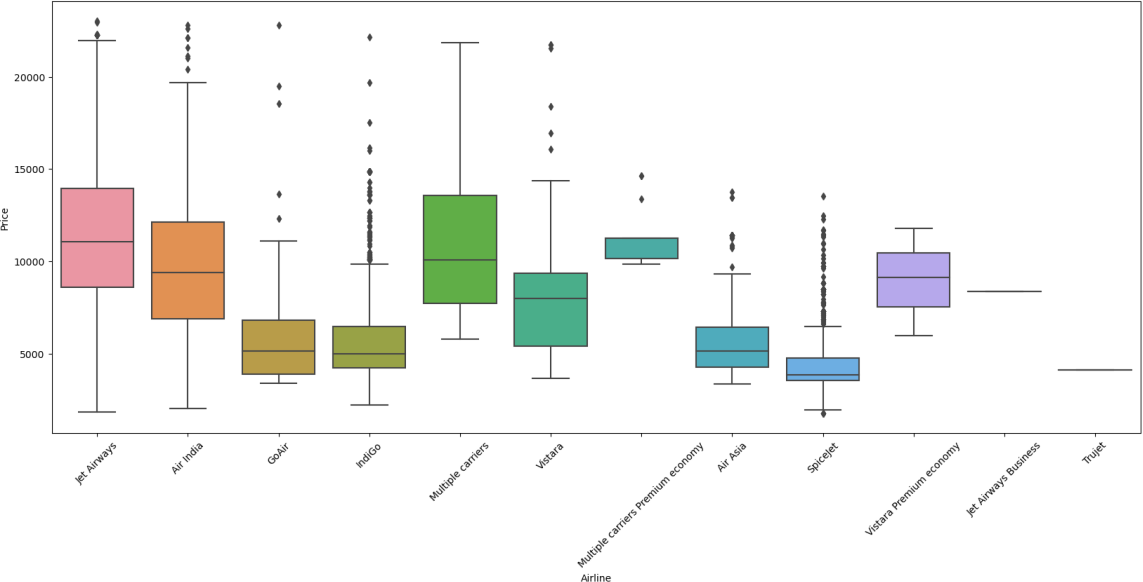 20000
15000
10000
5000
Price
Jet Airways
Air India
GoAir
IndiGo
Multiple carriers
Vistara
Multiple carriers Premium economy
Air Asia
SpiceJet
Vistara Premium economy
Jet Airways Business
Trujet
Airline